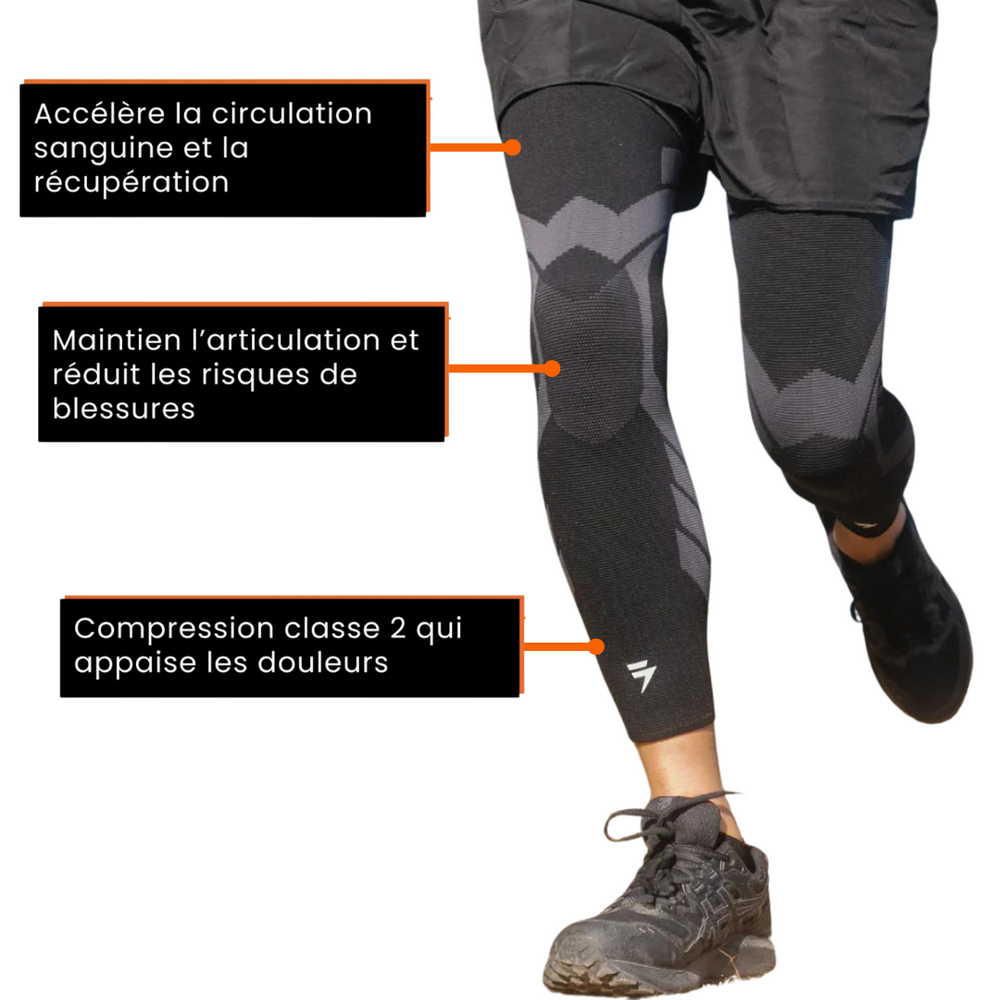 Accélère la circulation
sanguine et la
récupération
Maintien l’articulation et
réduit les risques de
blessures
Compression classe 2 qui
appaise les douleurs